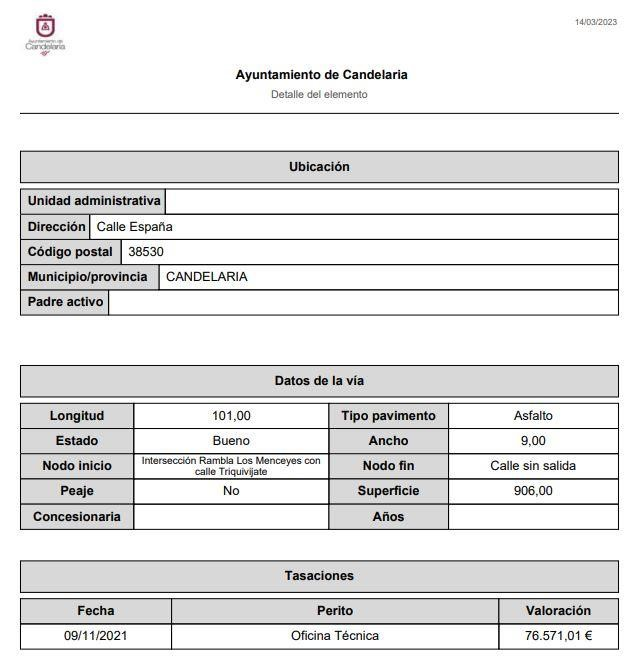 14/03/2023
Ayuntamiento de
Candelaria
Ayuntamiento de Candelaria
Detalle del elemento
Ubicación
Unidad administrativa
Dirección Calle España
Código postal 38530
Municipio/provincia CANDELARIA
Padre activo
Datos de la vía
Longitud 101,00 Tipo pavimento Asfalto
Estado Bueno Ancho 9,00
Nodo inicio Intersección Rambla Los Menceyes con
calle Triquivijate Nodo fin Calle sin salida
Peaje No Superficie 906,00
Concesionaria Años
Tasaciones
Fecha Perito Valoración
09/11/2021 Oficina Técnica 76.571,01 €